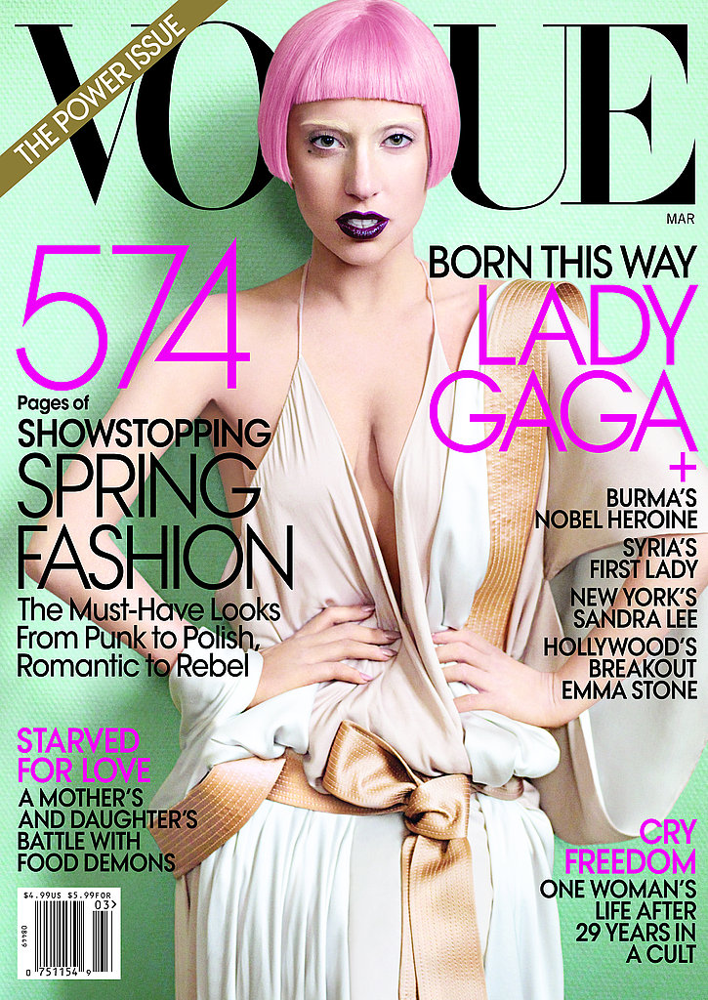 THE POWER ISSUE
VOGUE
MAR
574
Pages of
SHOWSTOPPING
SPRING
FASHION
The Must-Have Looks
From Punk to Polish,
Romantic to Rebel
BORN THIS WAY
LADY
GAGA
+
BURMA'S
NOBEL HEROINE
SYRIA'S
FIRST LADY
NEW YORK'S
SANDRA LEE
HOLLYWOOD'S
BREAKOUT
EMMA STONE
STARVED
FOR LOVE
A MOTHER'S
AND DAUGHTER'S
BATTLE WITH
FOOD DEMONS
CRY
FREEDOM
ONE WOMAN'S
LIFE AFTER
29 YEARS IN
A CULT
$4.99US $5.99FOR
03>
08449
0 751154 9